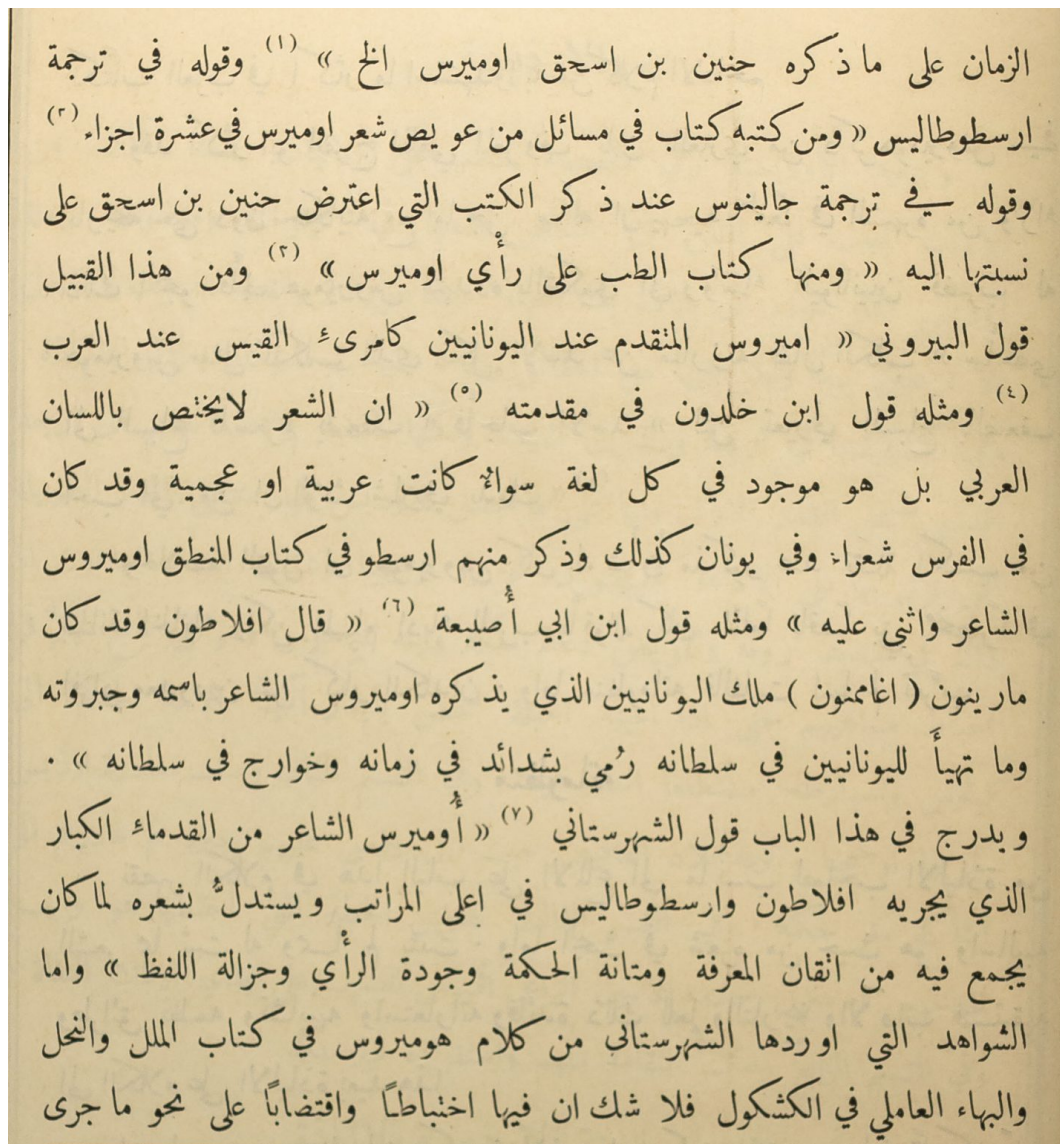 الزمان على ما ذكره حنين بن اسحق اوميرس الخ » (١) وقوله في ترجمة
ارسطوطاليس « ومن كتبه كتاب في مسائل من عويص شعر اوميرس في عشرة اجزاء (٢)
وقوله في ترجمة جالينوس عند ذكر الكتب التي اعترض حنين بن اسحق على
نسبتها اليه « ومنها كتاب الطب على رأي اوميرس » (٣) ومن هذا القبيل
قول البيروني « اميروس المتقدم عند اليونانيين كامرىءِ القيس عند العرب
(٤) ومثله قول ابن خلدون في مقدمته (٥) « ان الشعر لا يختص باللسان
العربي بل هو موجود في كل لغة سواءٌ كانت عربية او عجمية وقد كان
في الفرس شعراء وفي يونان كذلك وذكر منهم ارسطو في كتاب المنطق اوميروس
الشاعر واثنى عليه » ومثله قول ابن ابي أُصيبعة (٦) « قال افلاطون وقد كان
مارينون ( اغاممنون ) ملك اليونانيين الذي يذكره اوميروس الشاعر باسمه وجبروته
وما تهيأَ لليونانيين في سلطانه رُمي بشدائد في زمانه وخوارج في سلطانه » ·
ويدرج في هذا الباب قول الشهرستاني (٧) « أُوميرس الشاعر من القدماءِ الكبار
الذي يجريه افلاطون وارسطوطاليس في اعلى المراتب ويستدلُّ بشعره لما كان
يجمع فيه من اتقان المعرفة ومتانة الحكمة وجودة الرأْي وجزالة اللفظ » واما
الشواهد التي اوردها الشهرستاني من كلام هوميروس في كتاب الملل والنحل
والبهاء العاملي في الكشكول فلا شك ان فيها اختباطاً واقتضاباً على نحو ما جرى